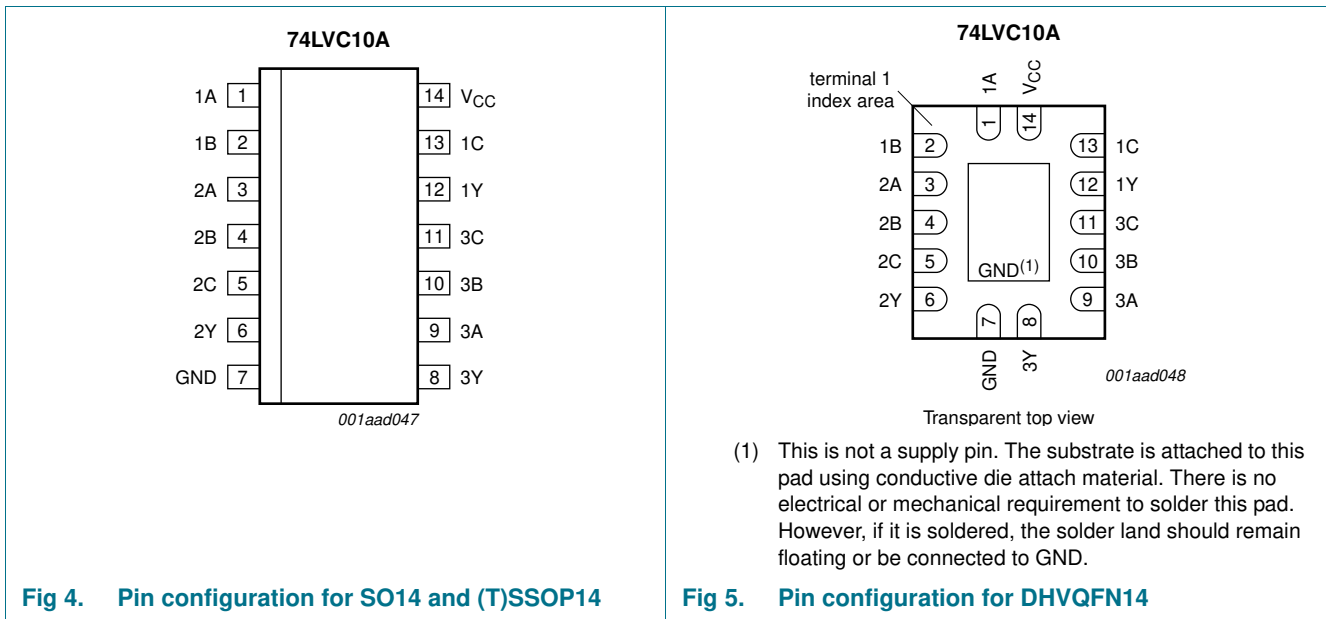 74LVC10A
1A 1 14 VCC
1B 2 13 1C
2A 3 12 1Y
2B 4 11 3C
2C 5 10 3B
2Y 6 9 3A
GND 7 8 3Y
001aad047
Fig 4. Pin configuration for SO14 and (T)SSOP14
74LVC10A
terminal 1
index area
1A VCC
1 14
1B 2 13 1C
2A 3 12 1Y
2B 4 11 3C
2C 5 10 3B
GND(1)
2Y 6 9 3A
7 8
GND 3Y
001aad048
Transparent top view
(1) This is not a supply pin. The substrate is attached to this
pad using conductive die attach material. There is no
electrical or mechanical requirement to solder this pad.
However, if it is soldered, the solder land should remain
floating or be connected to GND.
Fig 5. Pin configuration for DHVQFN14